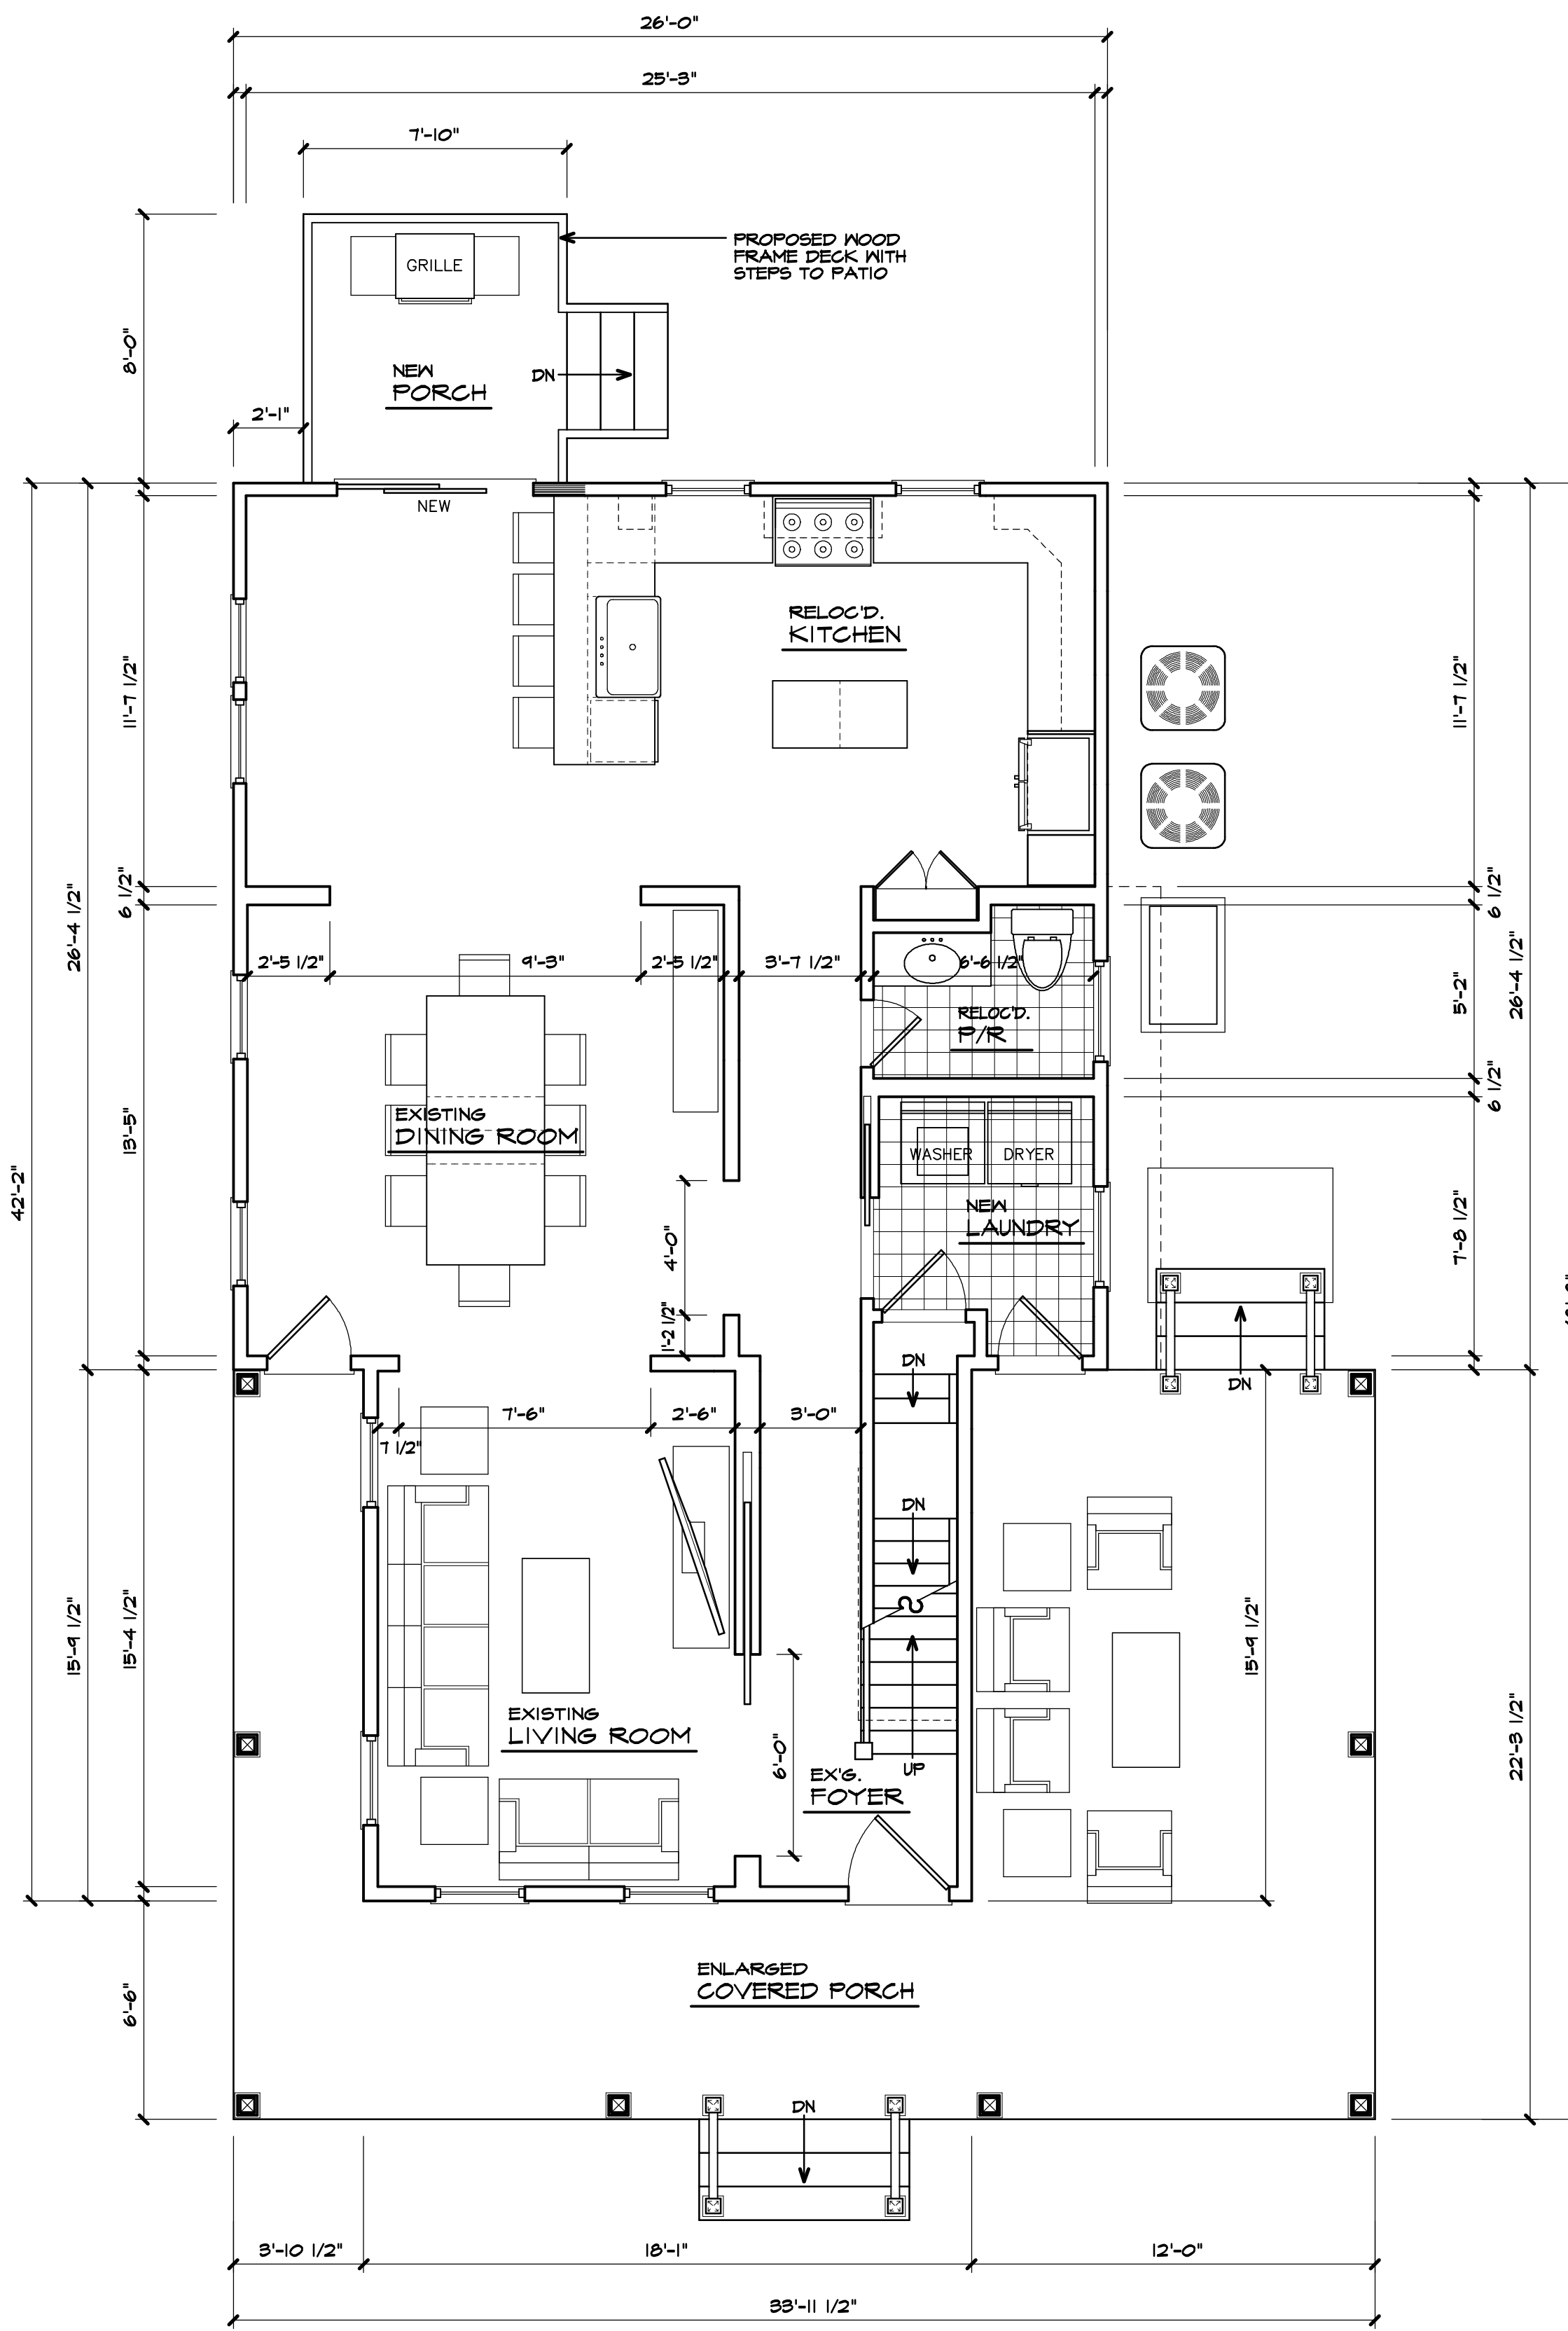 26'-0"
25'-3"
7'-10"
PROPOSED WOOD
FRAME DECK WITH
STEPS TO PATIO
GRILLE
8'-0"
NEW
PORCH
DN
2'-1"
NEW
RELOC'D.
KITCHEN
11'-7 1/2"
11'-7 1/2"
6 1/2"
6 1/2"
26'-4 1/2"
26'-4 1/2"
2'-5 1/2"
9'-3"
2'-5 1/2"
3'-7 1/2"
6'-6 1/2"
5'-2"
RELOC'D.
P/R
6 1/2"
EXISTING
DINING ROOM
13'-5"
WASHER
DRYER
42'-2"
NEW
LAUNDRY
7'-8 1/2"
4'-0"
1'-2 1/2"
DN
DN
7'-6"
2'-6"
3'-0"
7 1/2"
DN
15'-9 1/2"
15'-4 1/2"
15'-9 1/2"
EXISTING
LIVING ROOM
6'-0"
22'-3 1/2"
UP
EX'G.
FOYER
ENLARGED
COVERED PORCH
6'-6"
DN
3'-10 1/2"
18'-1"
12'-0"
33'-11 1/2"